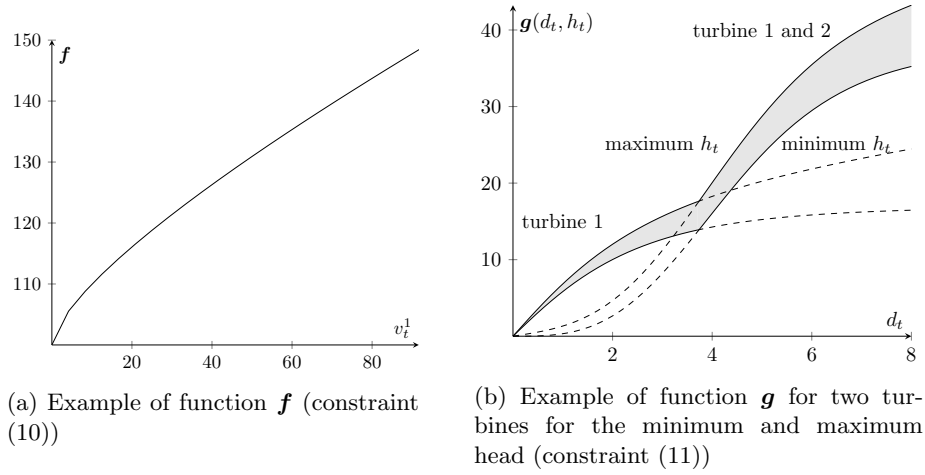 150
140
130
120
110
f
v_t^1
20 40 60 80
(a) Example of function f (constraint
(10))
40
30
20
10
g(d_t, h_t)
turbine 1 and 2
maximum h_t
minimum h_t
turbine 1
d_t
2 4 6 8
(b) Example of function g for two tur-
bines for the minimum and maximum
head (constraint (11))